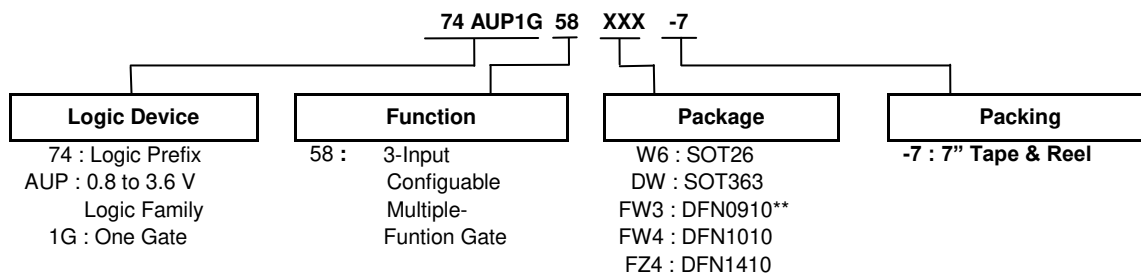 74 AUP1G 58 XXX -7
Logic Device
74 : Logic Prefix
AUP : 0.8 to 3.6 V
Logic Family
1G : One Gate
Function
58 : 3-Input
Configuable
Multiple-
Funtion Gate
Package
W6 : SOT26
DW : SOT363
FW3 : DFN0910**
FW4 : DFN1010
FZ4 : DFN1410
Packing
-7 : 7” Tape & Reel